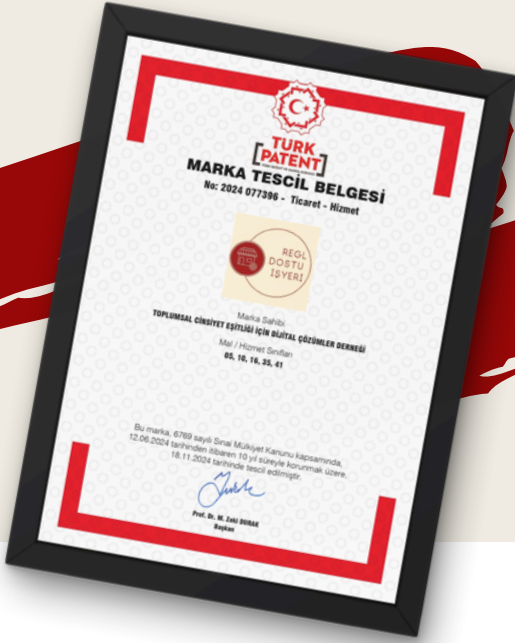 TÜRK
PATENT
MARKA TESCİL BELGESİ
No: 2024 077396 - Ticaret - Hizmet
REGL
DOSTU
İŞYERİ
Marka Sahibi
TOPLUMSAL CİNSİYET EŞİTLİĞİ İÇİN DİJİTAL ÇÖZÜMLER DERNEĞİ
Mal / Hizmet Sınıfları
05, 10, 16, 35, 41
Bu marka, 6769 sayılı Sınai Mülkiyet Kanunu kapsamında,
12.06.2024 tarihinden itibaren 10 yıl süreyle korunmak üzere,
18.11.2024 tarihinde tescil edilmiştir.
Prof. Dr. M. Zeki DURAK
Başkan